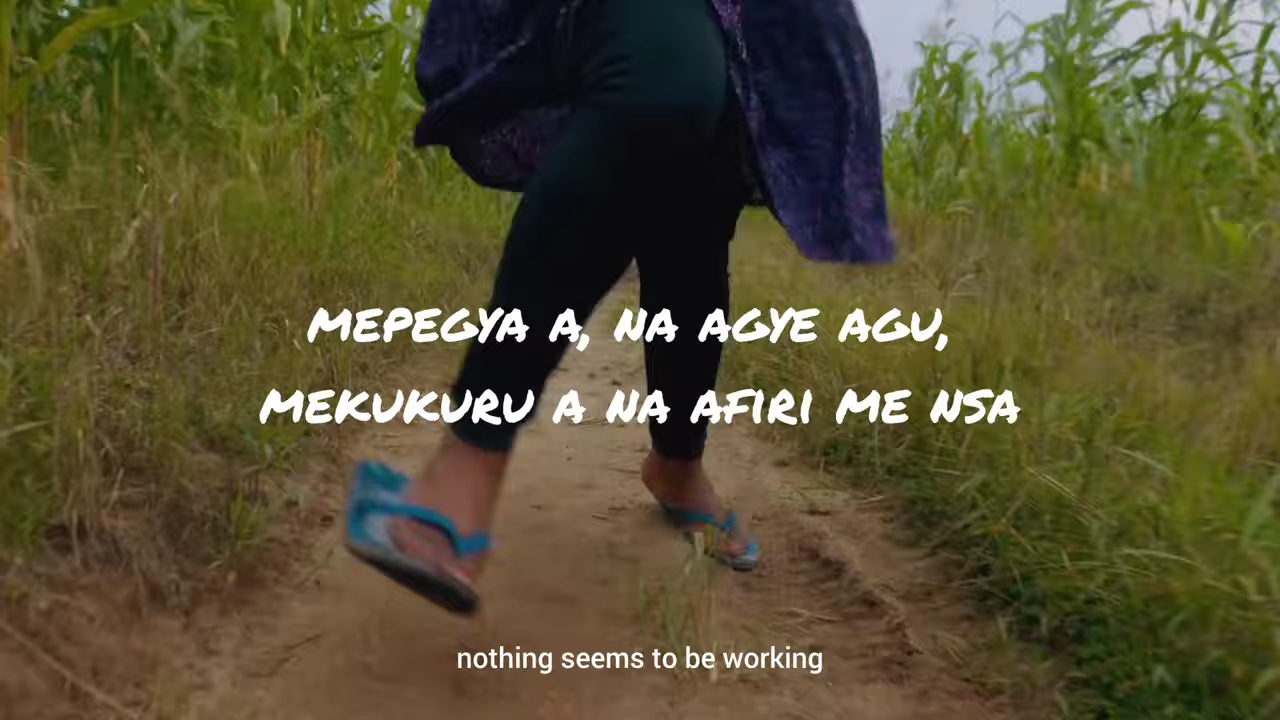 MEPEGYA A, NA AGYE AGU,
MEKUKURU A NA AFIRI ME NSA
nothing seems to be working